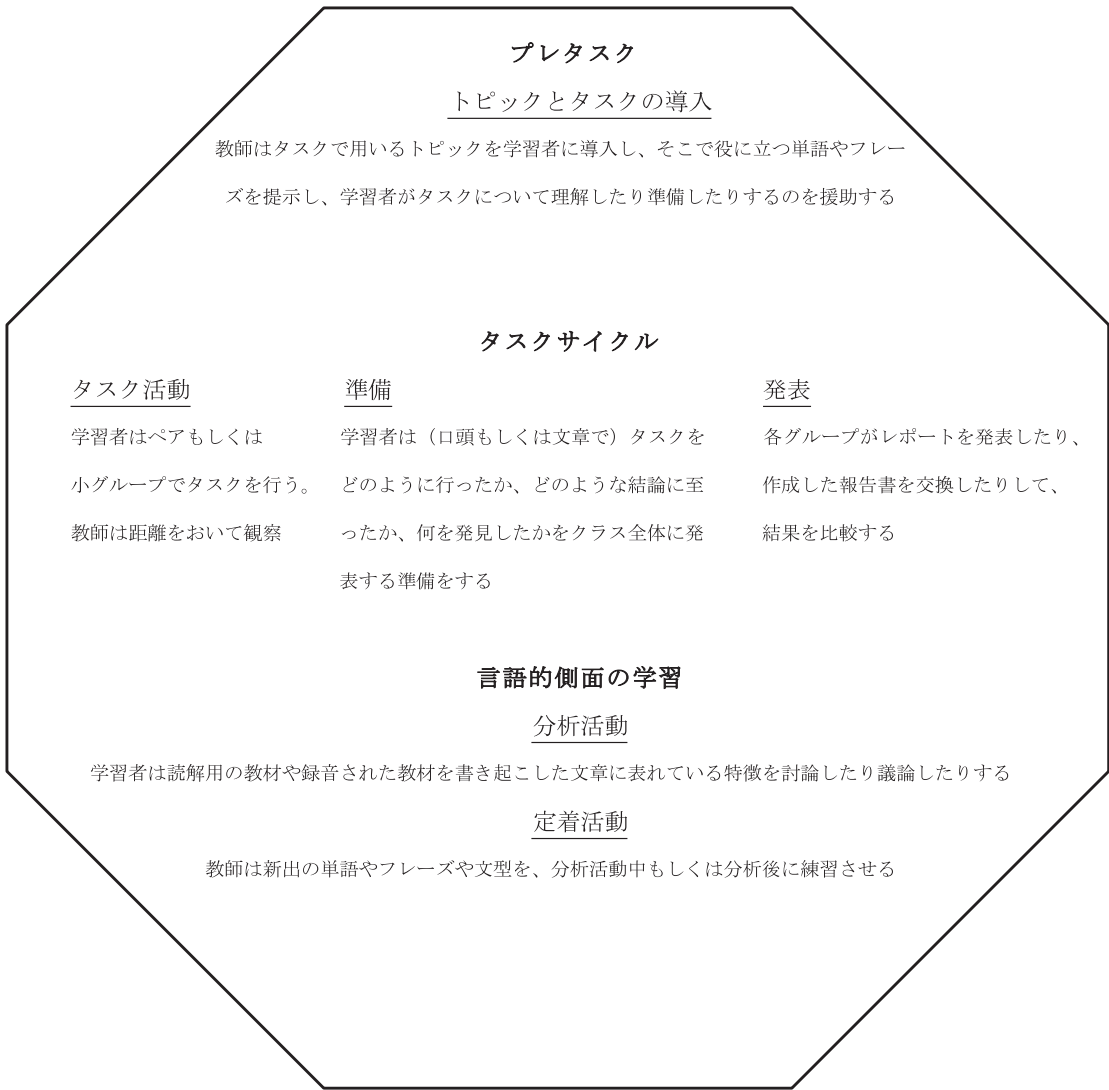 プレタスク
トピックとタスクの導入
教師はタスクで用いるトピックを学習者に導入し、そこで役に立つ単語やフレー
ズを提示し、学習者がタスクについて理解したり準備したりするのを援助する
タスクサイクル
タスク活動
学習者はペアもしくは
小グループでタスクを行う。
教師は距離をおいて観察
準備
学習者は（口頭もしくは文章で）タスクを
どのように行ったか、どのような結論に至
ったか、何を発見したかをクラス全体に発
表する準備をする
発表
各グループがレポートを発表したり、
作成した報告書を交換したりして、
結果を比較する
言語的側面の学習
分析活動
学習者は読解用の教材や録音された教材を書き起こした文章に表れている特徴を討論したり議論したりする
定着活動
教師は新出の単語やフレーズや文型を、分析活動中もしくは分析後に練習させる